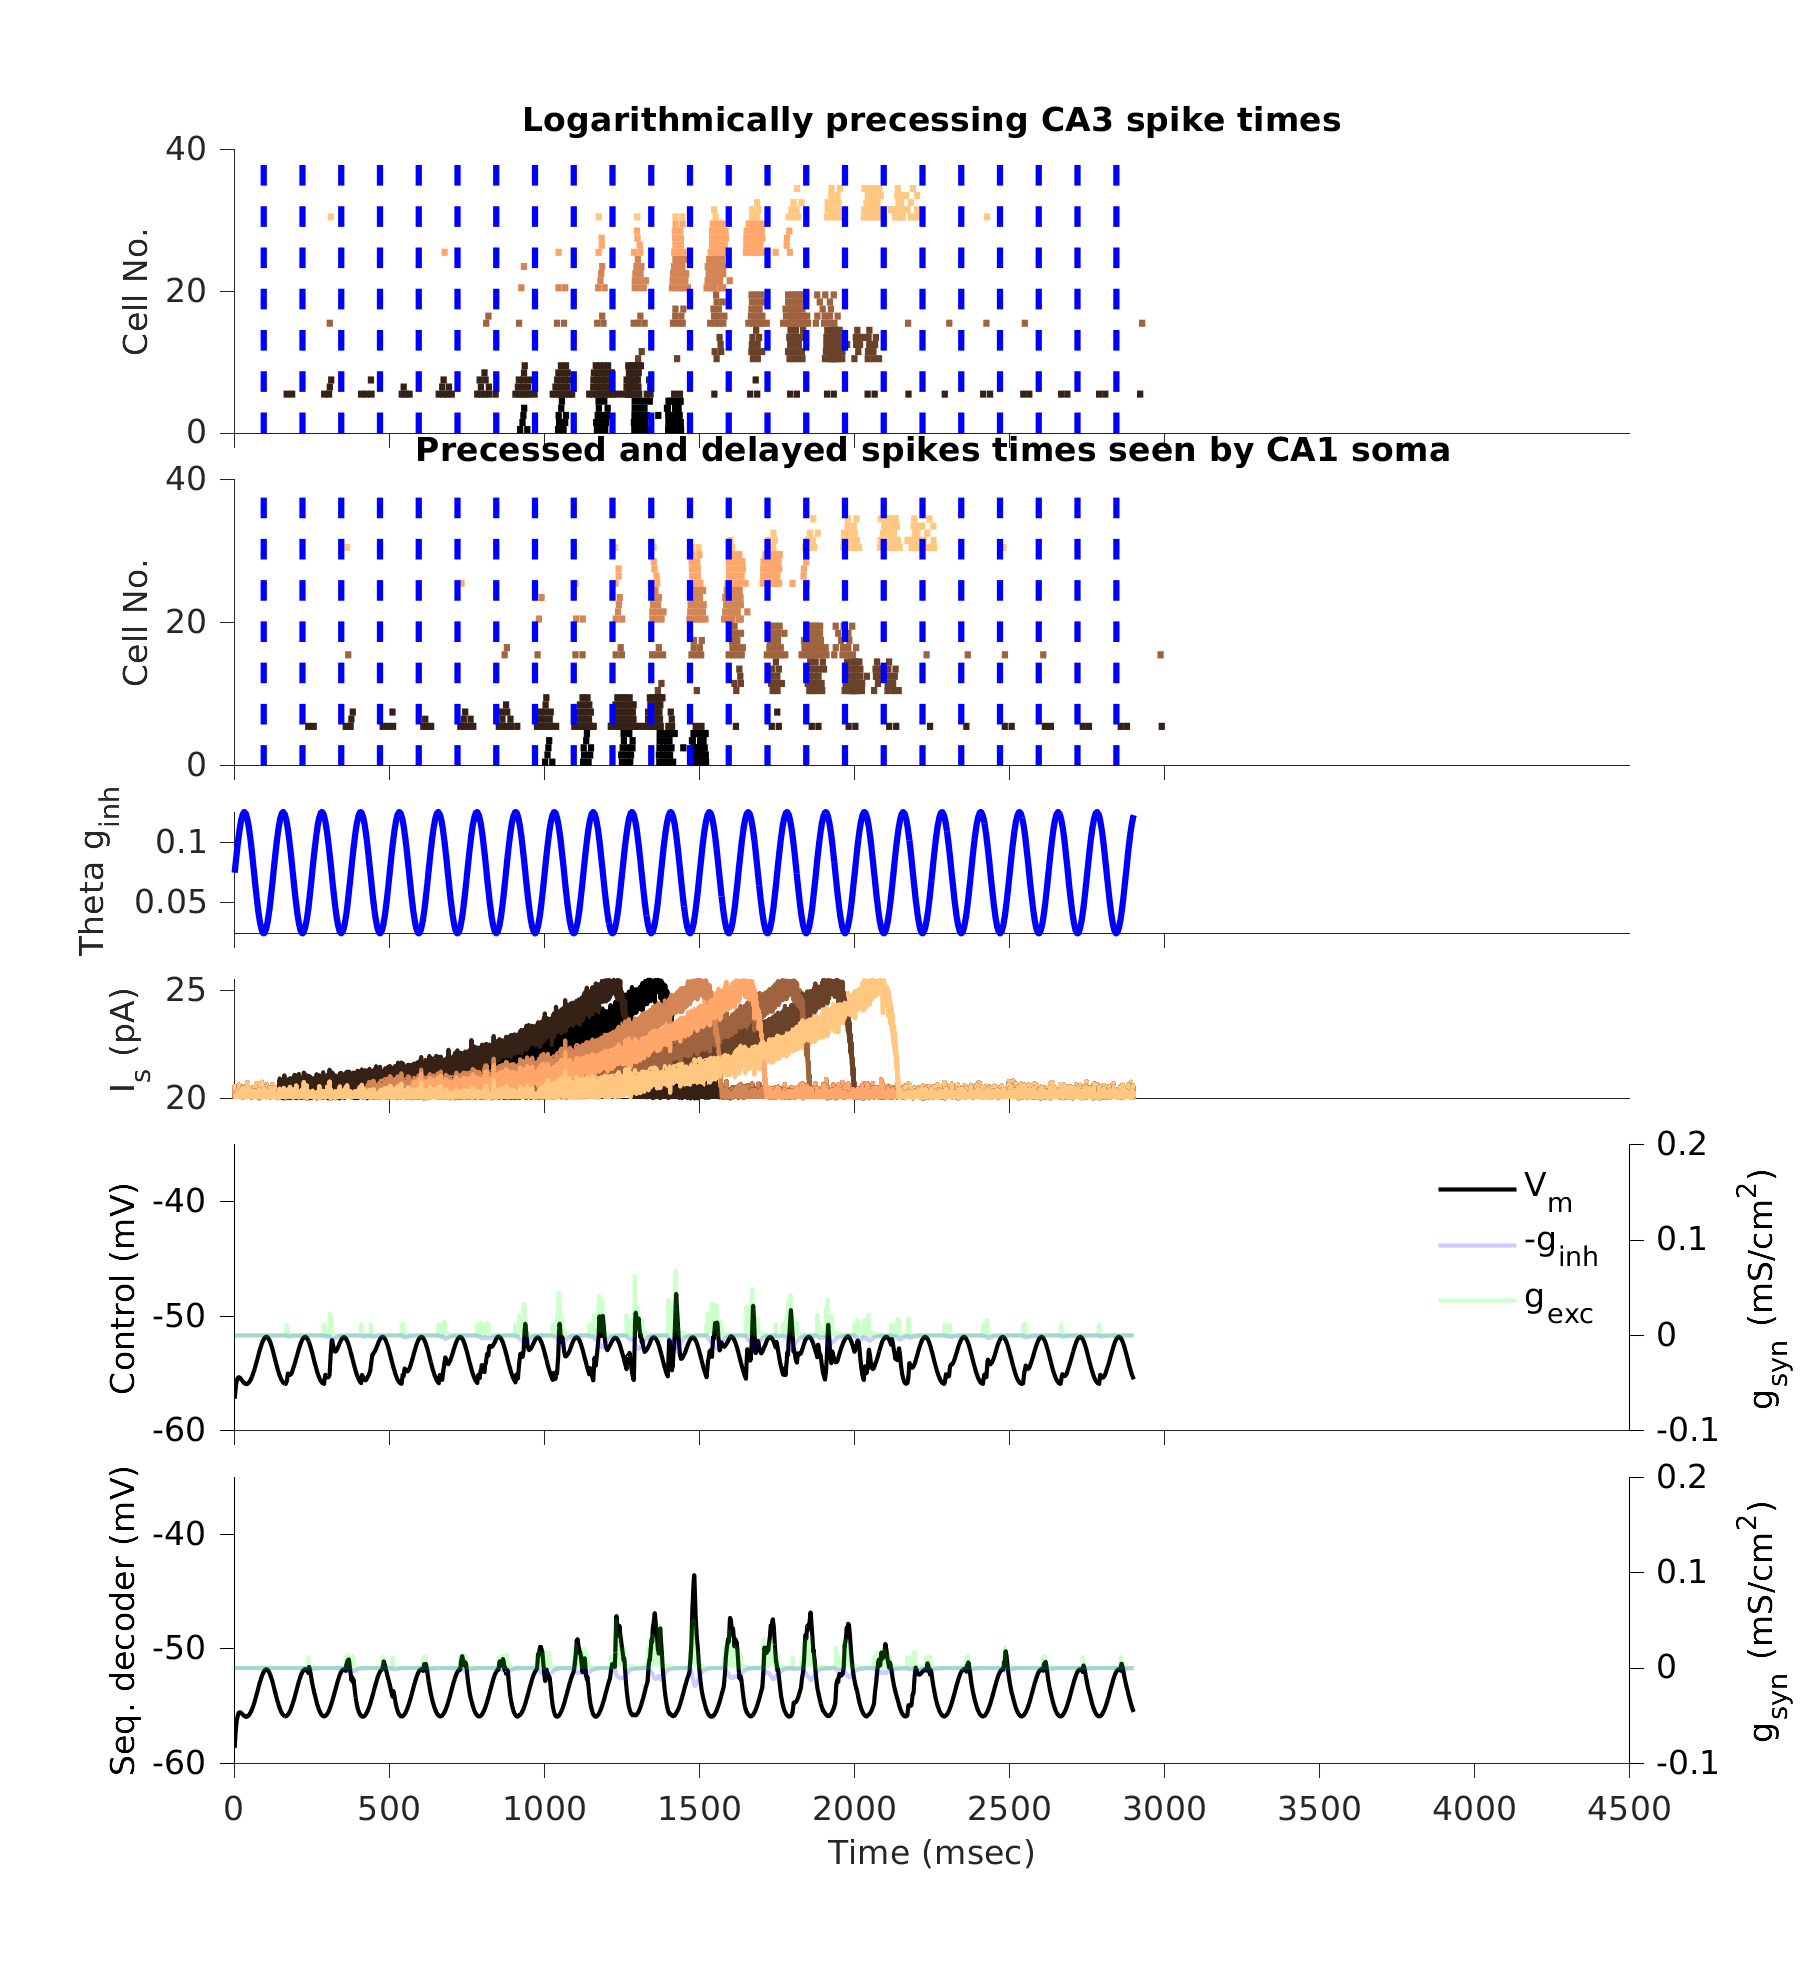 Logarithmically precessing CA3 spike times
40
20
0
Cell No.
Precessed and delayed spikes times seen by CA1 soma
40
20
0
Cell No.
0.1
0.05
Theta g_inh
25
20
I_s (pA)
-40
-50
-60
Control (mV)
V_m
-g_inh
g_exc
0.2
0.1
0
-0.1
g_syn (mS/cm^2)
-40
-50
-60
Seq. decoder (mV)
0.2
0.1
0
-0.1
g_syn (mS/cm^2)
0 500 1000 1500 2000 2500 3000 3500 4000 4500
Time (msec)